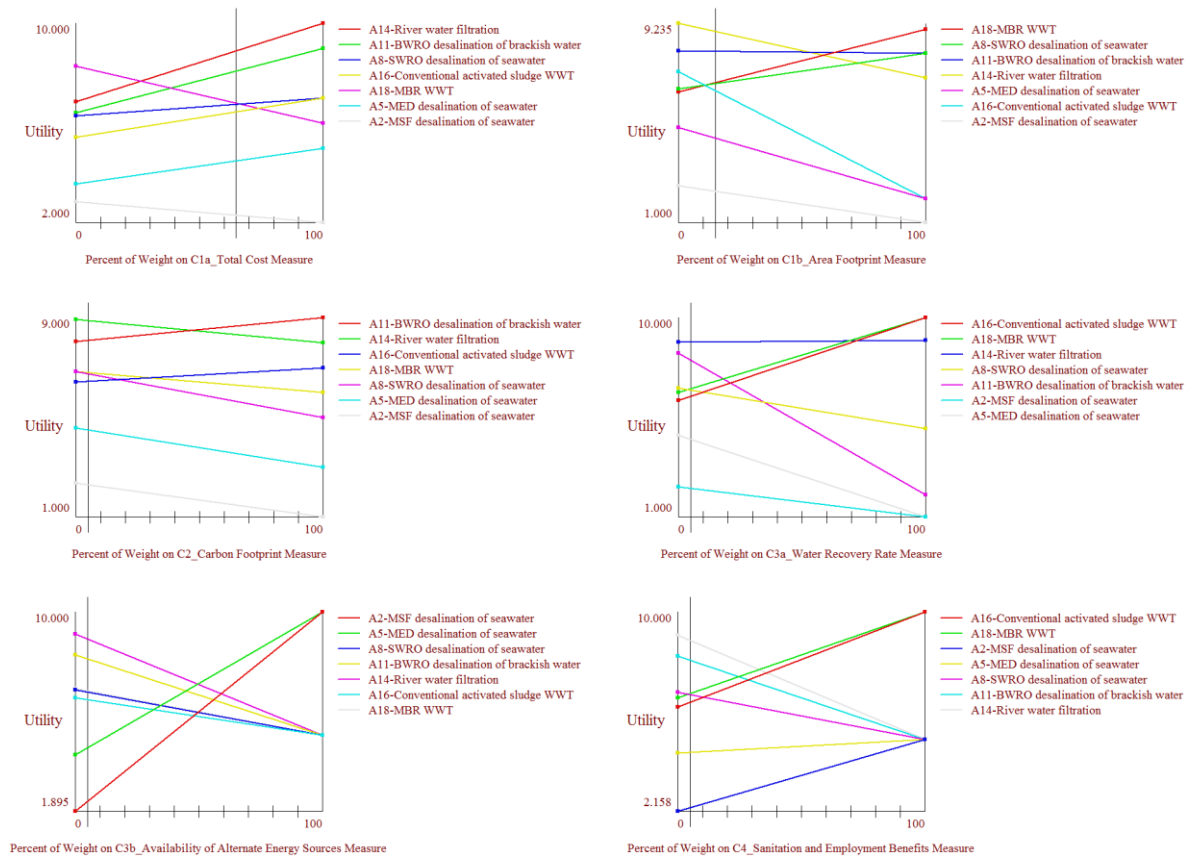 10.000
Utility
2.000
0
100
Percent of Weight on C1a_Total Cost Measure
A14-River water filtration
A11-BWRO desalination of brackish water
A8-SWRO desalination of seawater
A16-Conventional activated sludge WWT
A18-MBR WWT
A5-MED desalination of seawater
A2-MSF desalination of seawater
9.235
Utility
1.000
0
100
Percent of Weight on C1b_Area Footprint Measure
A18-MBR WWT
A8-SWRO desalination of seawater
A11-BWRO desalination of brackish water
A14-River water filtration
A5-MED desalination of seawater
A16-Conventional activated sludge WWT
A2-MSF desalination of seawater
9.000
Utility
1.000
0
100
Percent of Weight on C2_Carbon Footprint Measure
A11-BWRO desalination of brackish water
A14-River water filtration
A16-Conventional activated sludge WWT
A18-MBR WWT
A8-SWRO desalination of seawater
A5-MED desalination of seawater
A2-MSF desalination of seawater
10.000
Utility
1.000
0
100
Percent of Weight on C3a_Water Recovery Rate Measure
A16-Conventional activated sludge WWT
A18-MBR WWT
A14-River water filtration
A8-SWRO desalination of seawater
A11-BWRO desalination of brackish water
A2-MSF desalination of seawater
A5-MED desalination of seawater
10.000
Utility
1.895
0
100
Percent of Weight on C3b_Availability of Alternate Energy Sources Measure
A2-MSF desalination of seawater
A5-MED desalination of seawater
A8-SWRO desalination of seawater
A11-BWRO desalination of brackish water
A14-River water filtration
A16-Conventional activated sludge WWT
A18-MBR WWT
10.000
Utility
2.158
0
100
Percent of Weight on C4_Sanitation and Employment Benefits Measure
A16-Conventional activated sludge WWT
A18-MBR WWT
A2-MSF desalination of seawater
A5-MED desalination of seawater
A8-SWRO desalination of seawater
A11-BWRO desalination of brackish water
A14-River water filtration